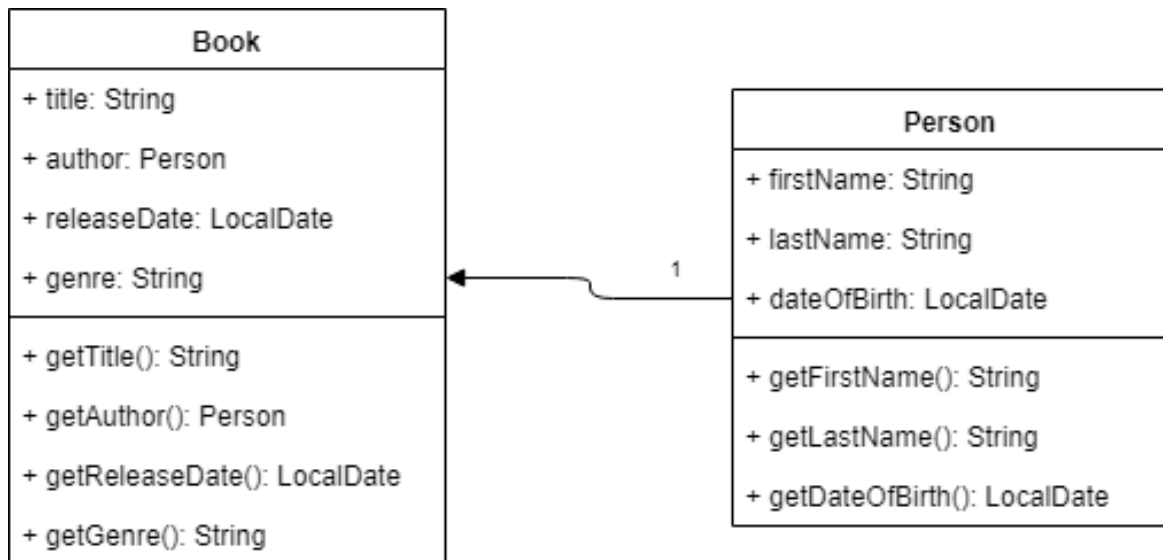 Book
+ title: String
+ author: Person
+ releaseDate: LocalDate
+ genre: String
+ getTitle(): String
+ getAuthor(): Person
+ getReleaseDate(): LocalDate
+ getGenre(): String
1
Person
+ firstName: String
+ lastName: String
+ dateOfBirth: LocalDate
+ getFirstName(): String
+ getLastName(): String
+ getDateOfBirth(): LocalDate